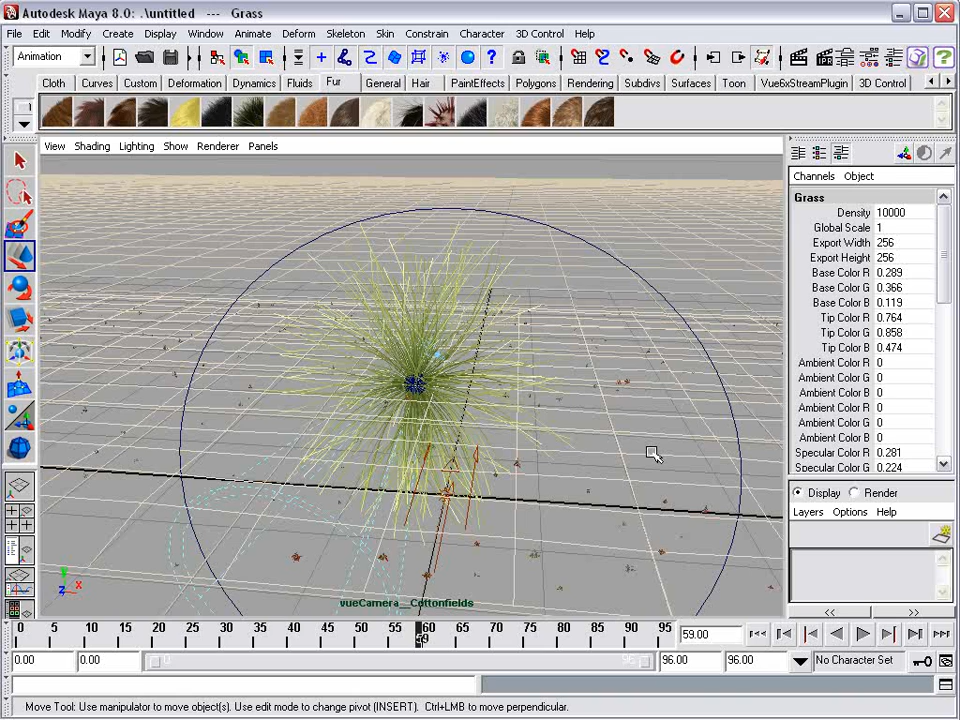 Autodesk Maya 8.0: .\untitled   ---   Grass
File Edit Modify Create Display Window Animate Deform Skeleton Skin Constrain Character 3D Control Help
Animation
Cloth Curves Custom Deformation Dynamics Fluids Fur General Hair PaintEffects Polygons Rendering Subdivs Surfaces Toon Vue6xStreamPlugin 3D Control
View Shading Lighting Show Renderer Panels
Channels Object
Grass
Density 10000
Global Scale 1
Export Width 256
Export Height 256
Base Color R 0.289
Base Color G 0.366
Base Color B 0.119
Tip Color R 0.764
Tip Color G 0.858
Tip Color B 0.474
Ambient Color R 0
Ambient Color G 0
Ambient Color B 0
Ambient Color R 0
Ambient Color G 0
Ambient Color B 0
Specular Color R 0.281
Specular Color G 0.224
Display Render
Layers Options Help
y
x
z
vueCamera__Cottonfields
<< >>
0 5 10 15 20 25 30 35 40 45 50 55 60 65 70 75 80 85 90 95
59
59.00
0.00 0.00 0 96 96.00 96.00 No Character Set
Move Tool: Use manipulator to move object(s). Use edit mode to change pivot (INSERT).  Ctrl+LMB to move perpendicular.